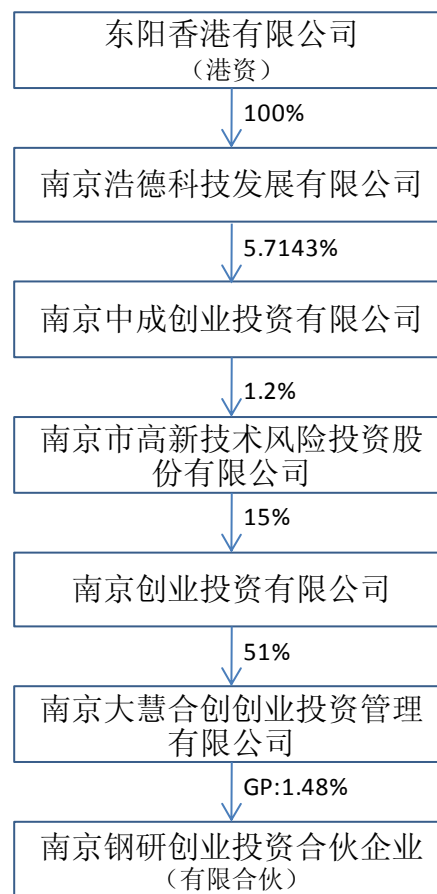 东阳香港有限公司
（港资）
100%
南京浩德科技发展有限公司
5.7143%
南京中成创业投资有限公司
1.2%
南京市高新技术风险投资股
份有限公司
15%
南京创业投资有限公司
51%
南京大慧合创创业投资管理
有限公司
GP:1.48%
南京钢研创业投资合伙企业
（有限合伙）